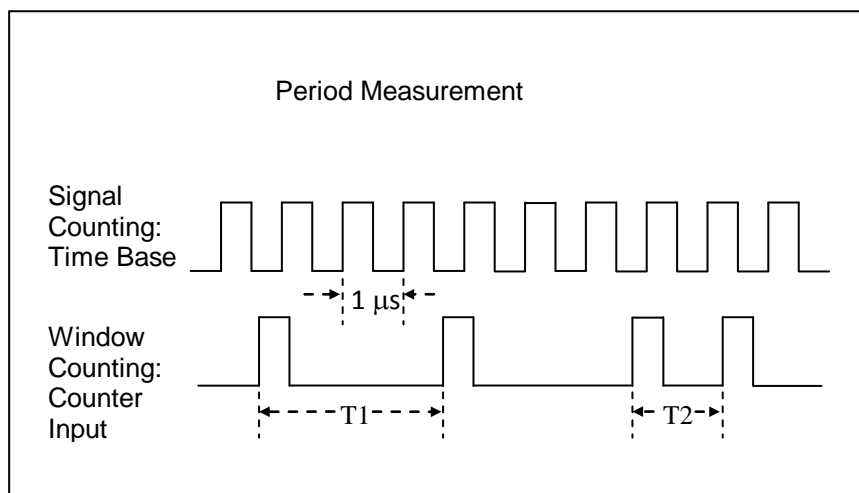 Period Measurement
Signal
Counting:
Time Base
1 μs
Window
Counting:
Counter
Input
T1
T2